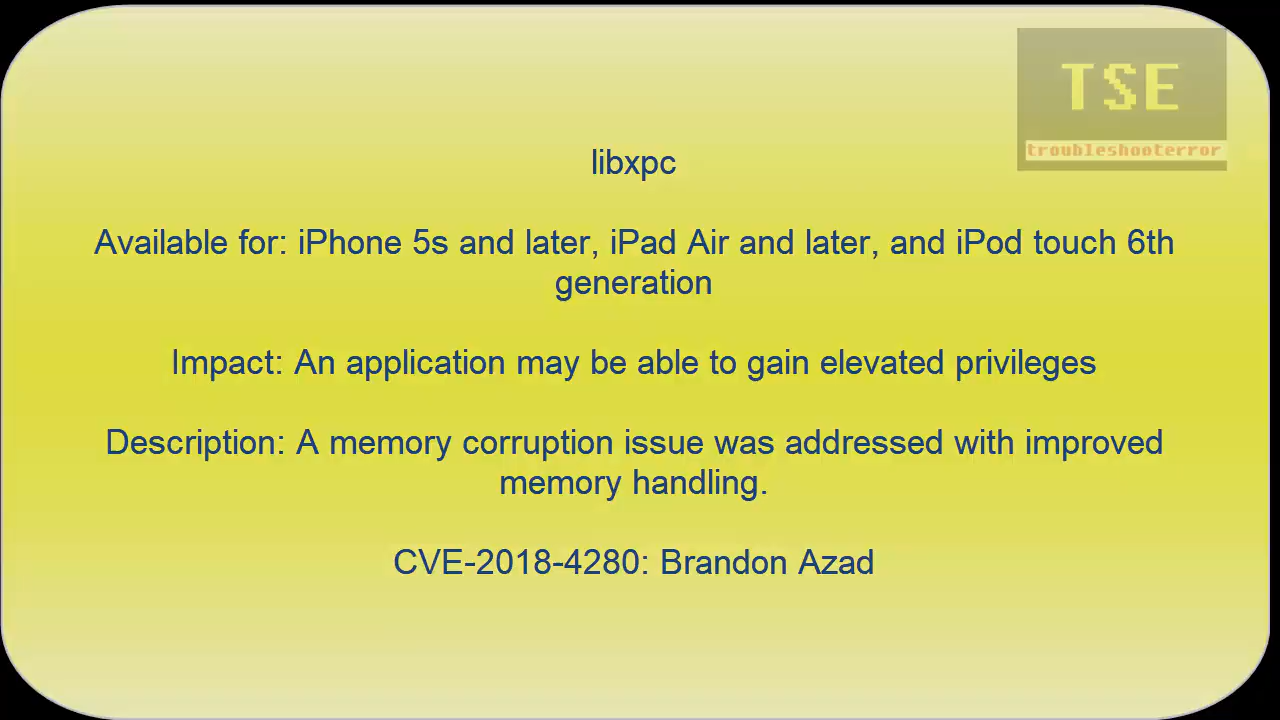 TSE
troubleshooterror
libxpc
Available for: iPhone 5s and later, iPad Air and later, and iPod touch 6th
generation
Impact: An application may be able to gain elevated privileges
Description: A memory corruption issue was addressed with improved
memory handling.
CVE-2018-4280: Brandon Azad